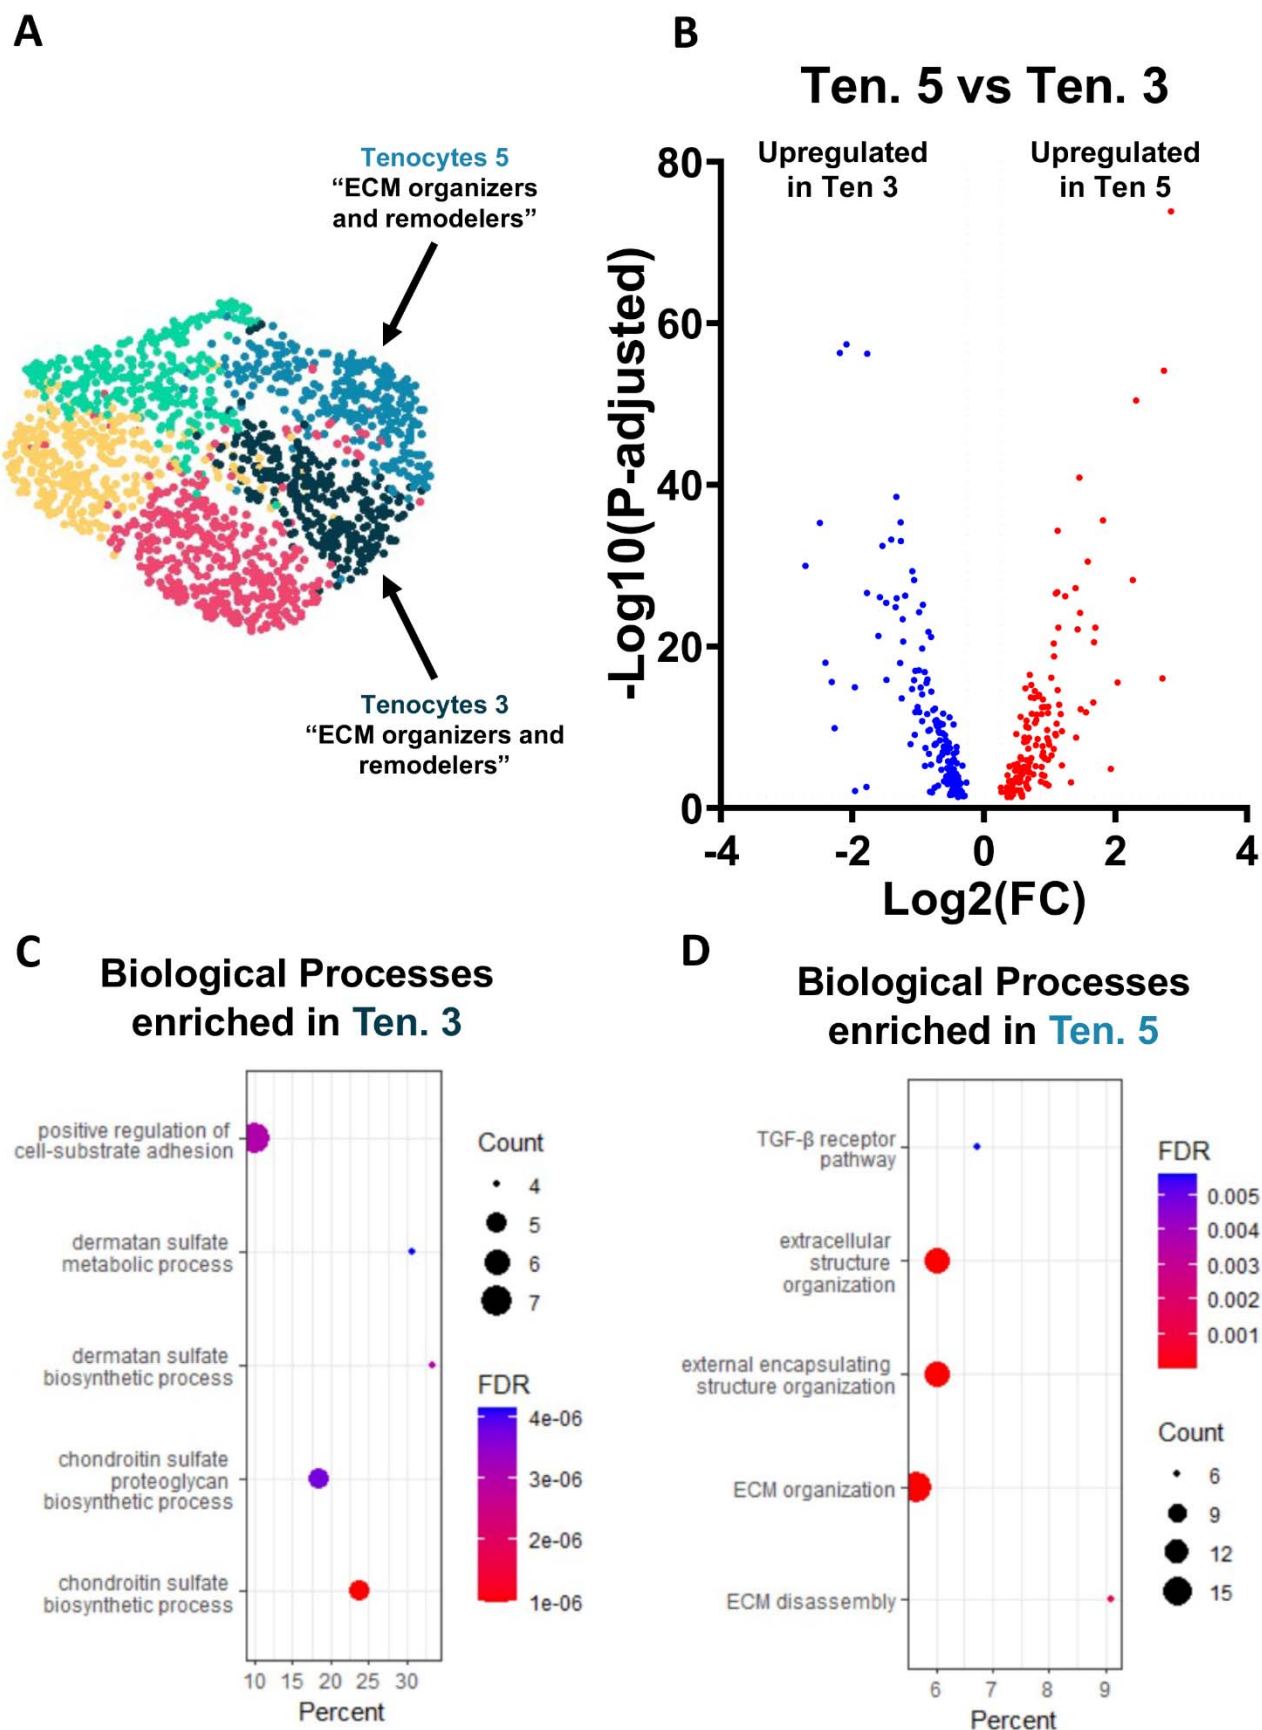 A
Tenocytes 5
“ECM organizers
and remodelers”
Tenocytes 3
“ECM organizers and
remodelers”
B
Ten. 5 vs Ten. 3
Upregulated
in Ten 3
Upregulated
in Ten 5
-Log10(P-adjusted)
80
60
40
20
0
-4
-2
0
2
4
Log2(FC)
C
Biological Processes
enriched in Ten. 3
positive regulation of
cell-substrate adhesion
dermatan sulfate
metabolic process
dermatan sulfate
biosynthetic process
chondroitin sulfate
proteoglycan
biosynthetic process
chondroitin sulfate
biosynthetic process
10 15 20 25 30
Percent
Count
4
5
6
7
FDR
4e-06
3e-06
2e-06
1e-06
D
Biological Processes
enriched in Ten. 5
TGF-β receptor
pathway
extracellular
structure
organization
external encapsulating
structure organization
ECM organization
ECM disassembly
6 7 8 9
Percent
FDR
0.005
0.004
0.003
0.002
0.001
Count
6
9
12
15